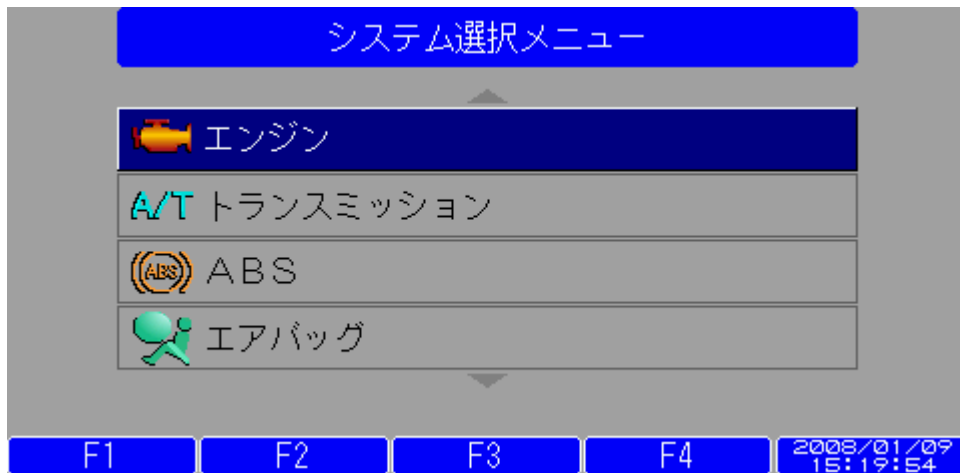 システム選択メニュー
エンジン
A/T トランスミッション
(ABS) ＡＢＳ
エアバッグ
F1 F2 F3 F4 2008/01/09
15:19:54